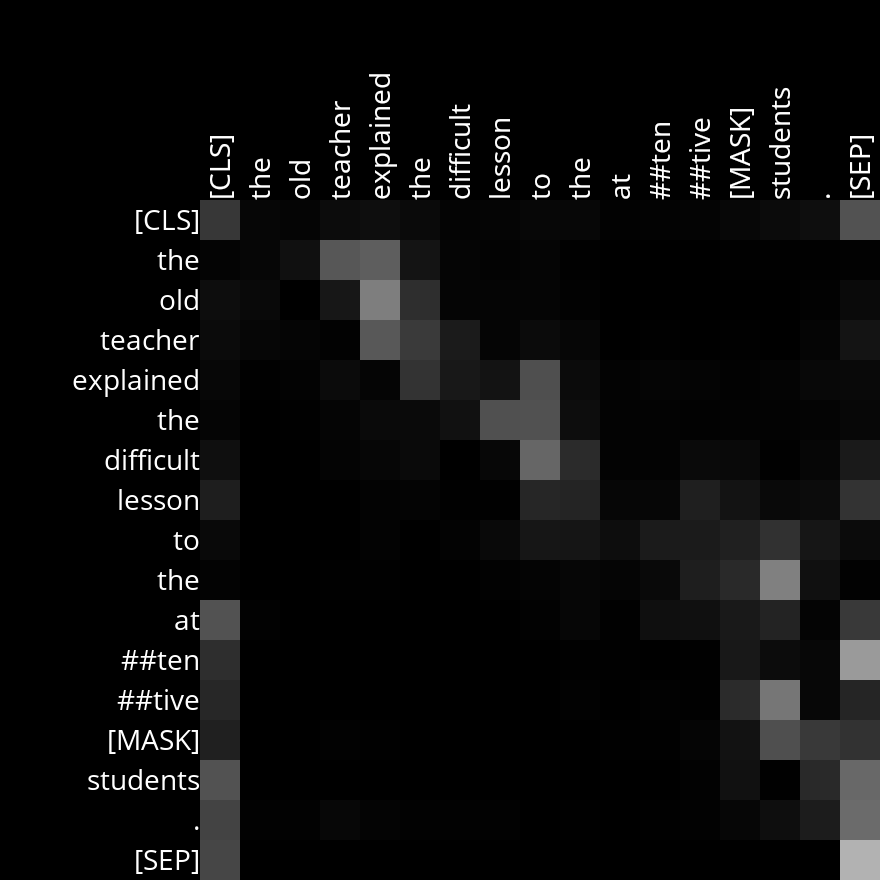 [CLS] the old teacher explained the difficult lesson to the at ##ten ##tive [MASK] students . [SEP]
[CLS]
the
old
teacher
explained
the
difficult
lesson
to
the
at
##ten
##tive
[MASK]
students
.
[SEP]